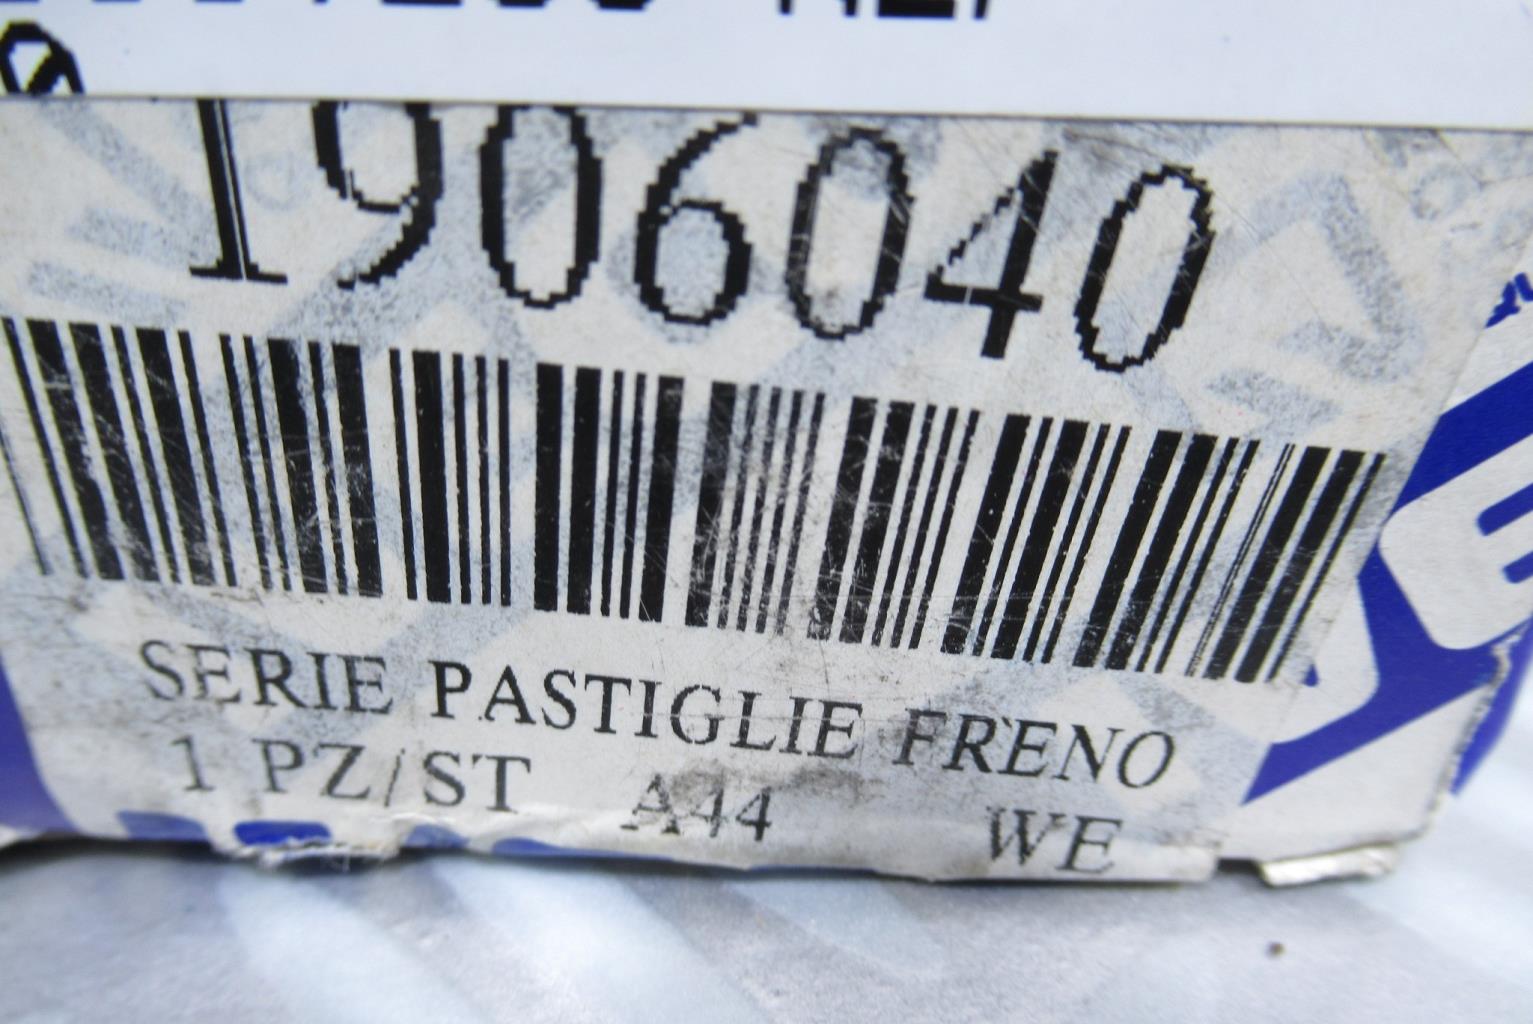 1906040
SERIE PASTIGLIE FRENO
1 PZ/ST A44 WE